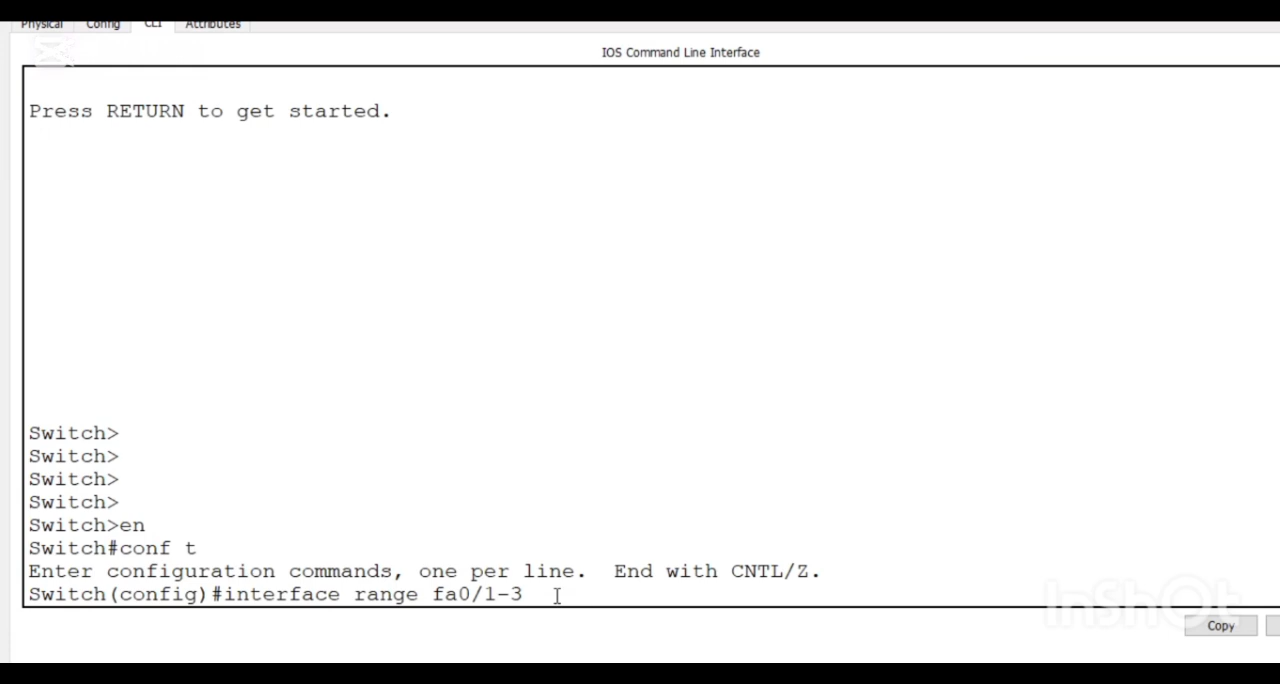 Physical Config CLI Attributes
IOS Command Line Interface
Press RETURN to get started.
Switch>
Switch>
Switch>
Switch>
Switch>en
Switch#conf t
Enter configuration commands, one per line.  End with CNTL/Z.
Switch(config)#interface range fa0/1-3
InShOt
Copy